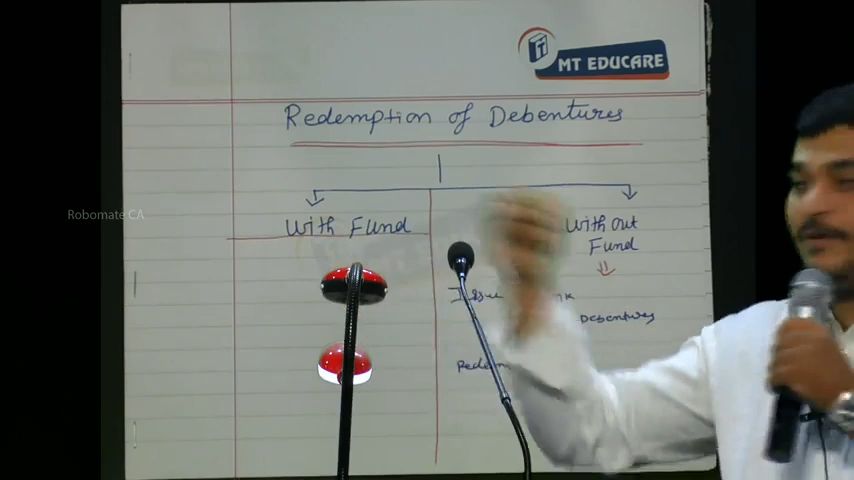 MT EDUCARE
Redemption of Debentures
Robomate CA
With Fund
With out
Fund
Debentures